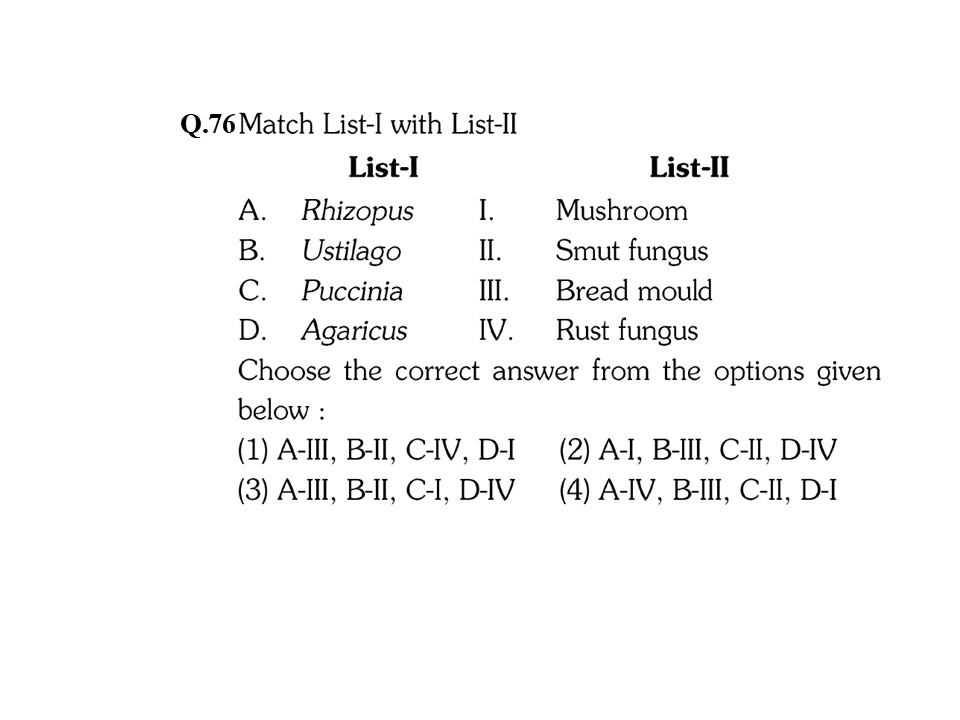 Q.76 Match List-I with List-II
List-I List-II
A. Rhizopus I. Mushroom
B. Ustilago II. Smut fungus
C. Puccinia III. Bread mould
D. Agaricus IV. Rust fungus
Choose the correct answer from the options given
below :
(1) A-III, B-II, C-IV, D-I (2) A-I, B-III, C-II, D-IV
(3) A-III, B-II, C-I, D-IV (4) A-IV, B-III, C-II, D-I